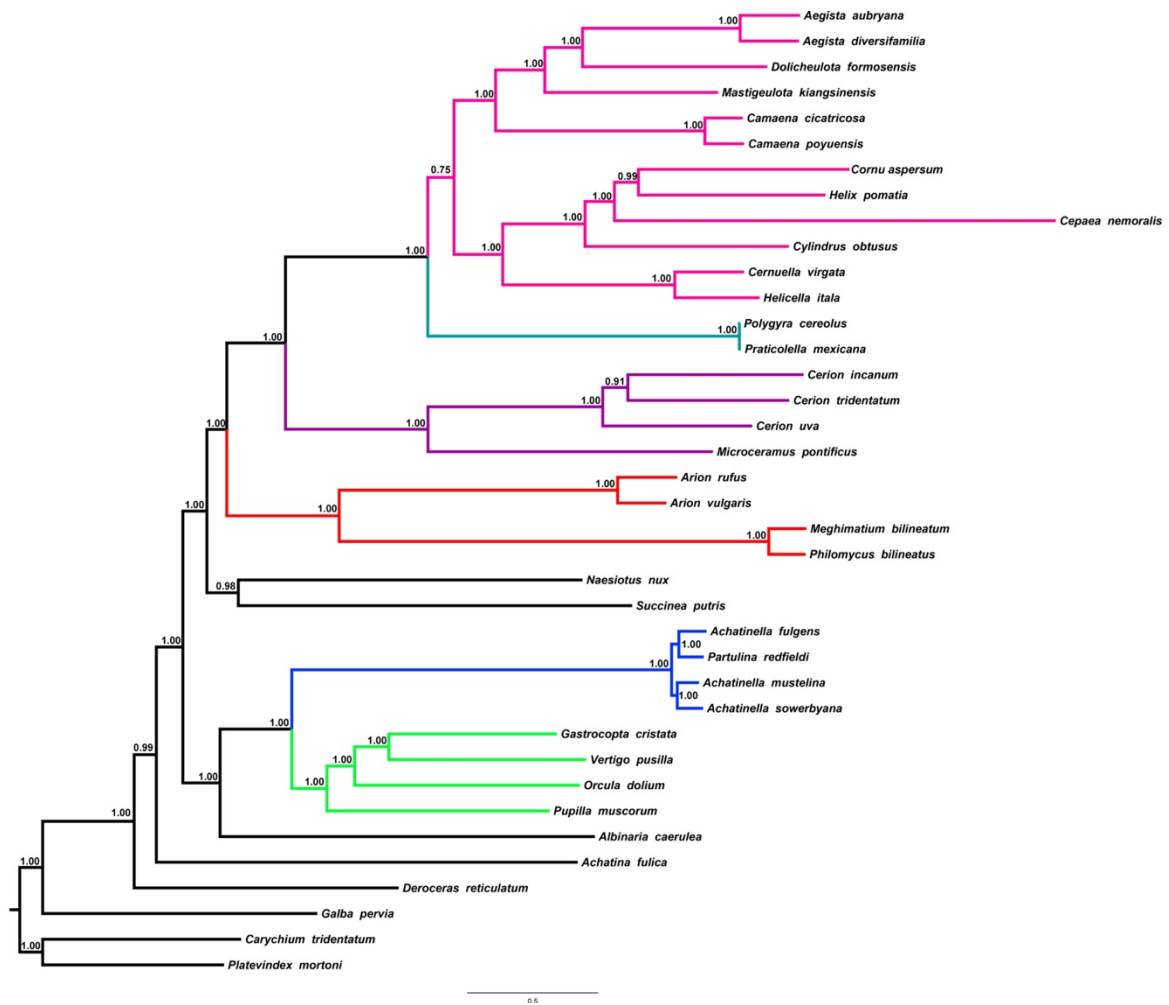 1.00 Aegista aubryana
1.00 Aegista diversifamilia
1.00 Dolicheulota formosensis
1.00 Mastigeulota kiangsinensis
1.00 Camaena cicatricosa
Camaena poyuensis
0.75 0.99 Cornu aspersum
1.00 Helix pomatia
1.00 Cepaea nemoralis
1.00 1.00 Cylindrus obtusus
1.00 Cernuella virgata
Helicella itala
1.00 Polygyra cereolus
1.00 Praticolella mexicana
0.91 Cerion incanum
1.00 Cerion tridentatum
1.00 Cerion uva
1.00 Microceramus pontificus
1.00 Arion rufus
1.00 1.00 Arion vulgaris
1.00 Meghimatium bilineatum
Philomycus bilineatus
0.98 Naesiotus nux
Succinea putris
1.00 Achatinella fulgens
1.00 1.00 Partulina redfieldi
Achatinella mustelina
1.00 Achatinella sowerbyana
1.00 1.00 Gastrocopta cristata
0.99 1.00 Vertigo pusilla
1.00 1.00 Orcula dolium
Pupilla muscorum
1.00 Albinaria caerulea
1.00 Achatina fulica
Deroceras reticulatum
Galba pervia
1.00 Carychium tridentatum
Platevindex mortoni
0.5